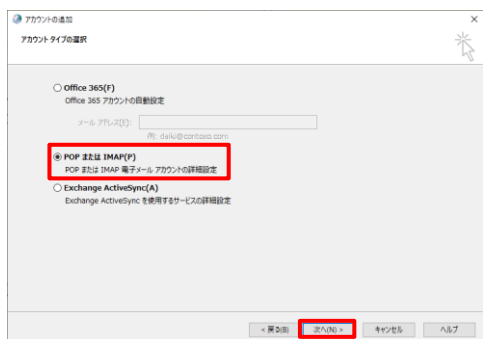 アカウントの追加
アカウント タイプの選択
Office 365(F)
Office 365 アカウントの自動設定
メール アドレス(E):
例: daiki@contoso.com
POP または IMAP(P)
POP または IMAP 電子メール アカウントの詳細設定
Exchange ActiveSync(A)
Exchange ActiveSync を使用するサービスの詳細設定
< 戻る(B) 次へ(N) > キャンセル ヘルプ